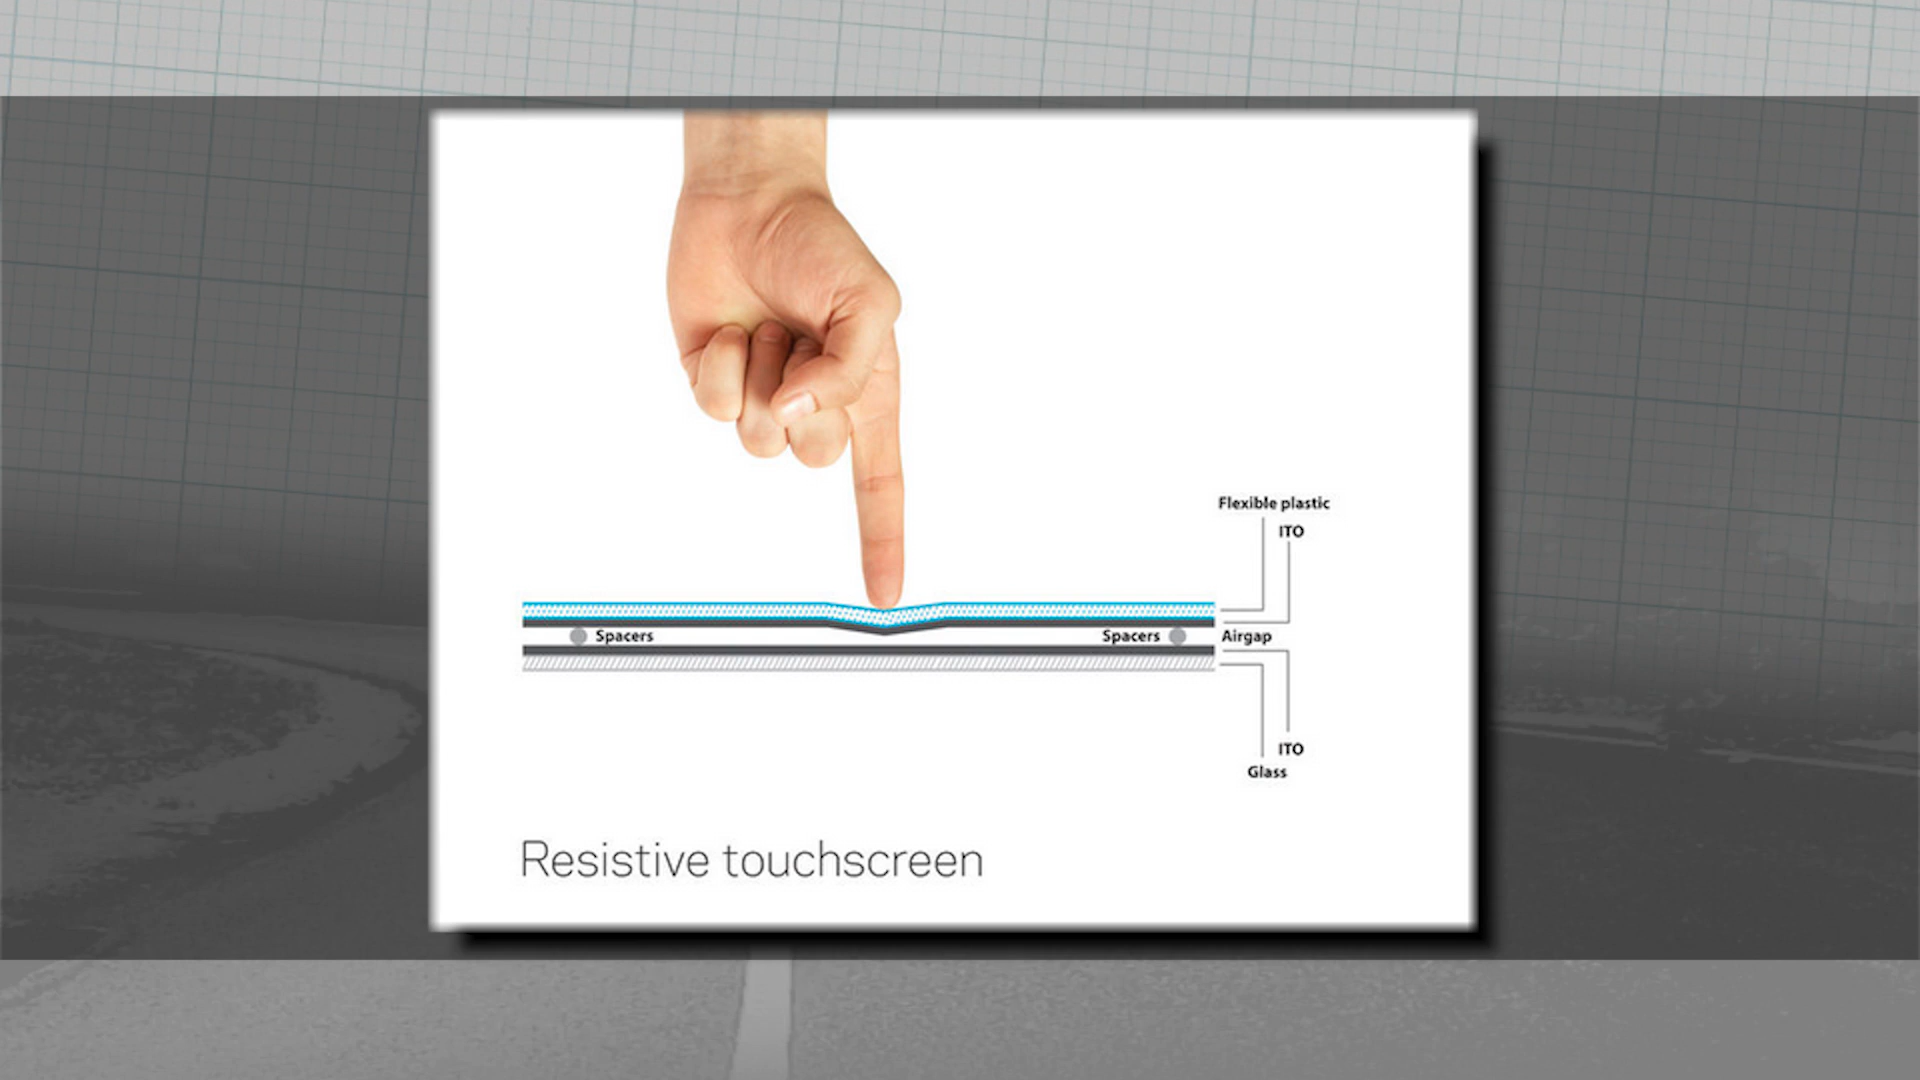 Flexible plastic
ITO
Spacers
Spacers
Airgap
ITO
Glass
Resistive touchscreen